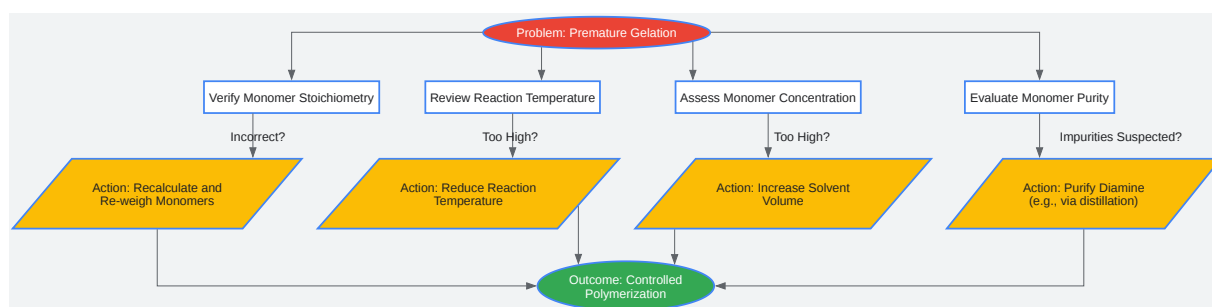 Problem: Premature Gelation
Verify Monomer Stoichiometry
Review Reaction Temperature
Assess Monomer Concentration
Evaluate Monomer Purity
Incorrect?
Too High?
Too High?
Impurities Suspected?
Action: Recalculate and
Re-weigh Monomers
Action: Reduce Reaction
Temperature
Action: Increase Solvent
Volume
Action: Purify Diamine
(e.g., via distillation)
Outcome: Controlled
Polymerization